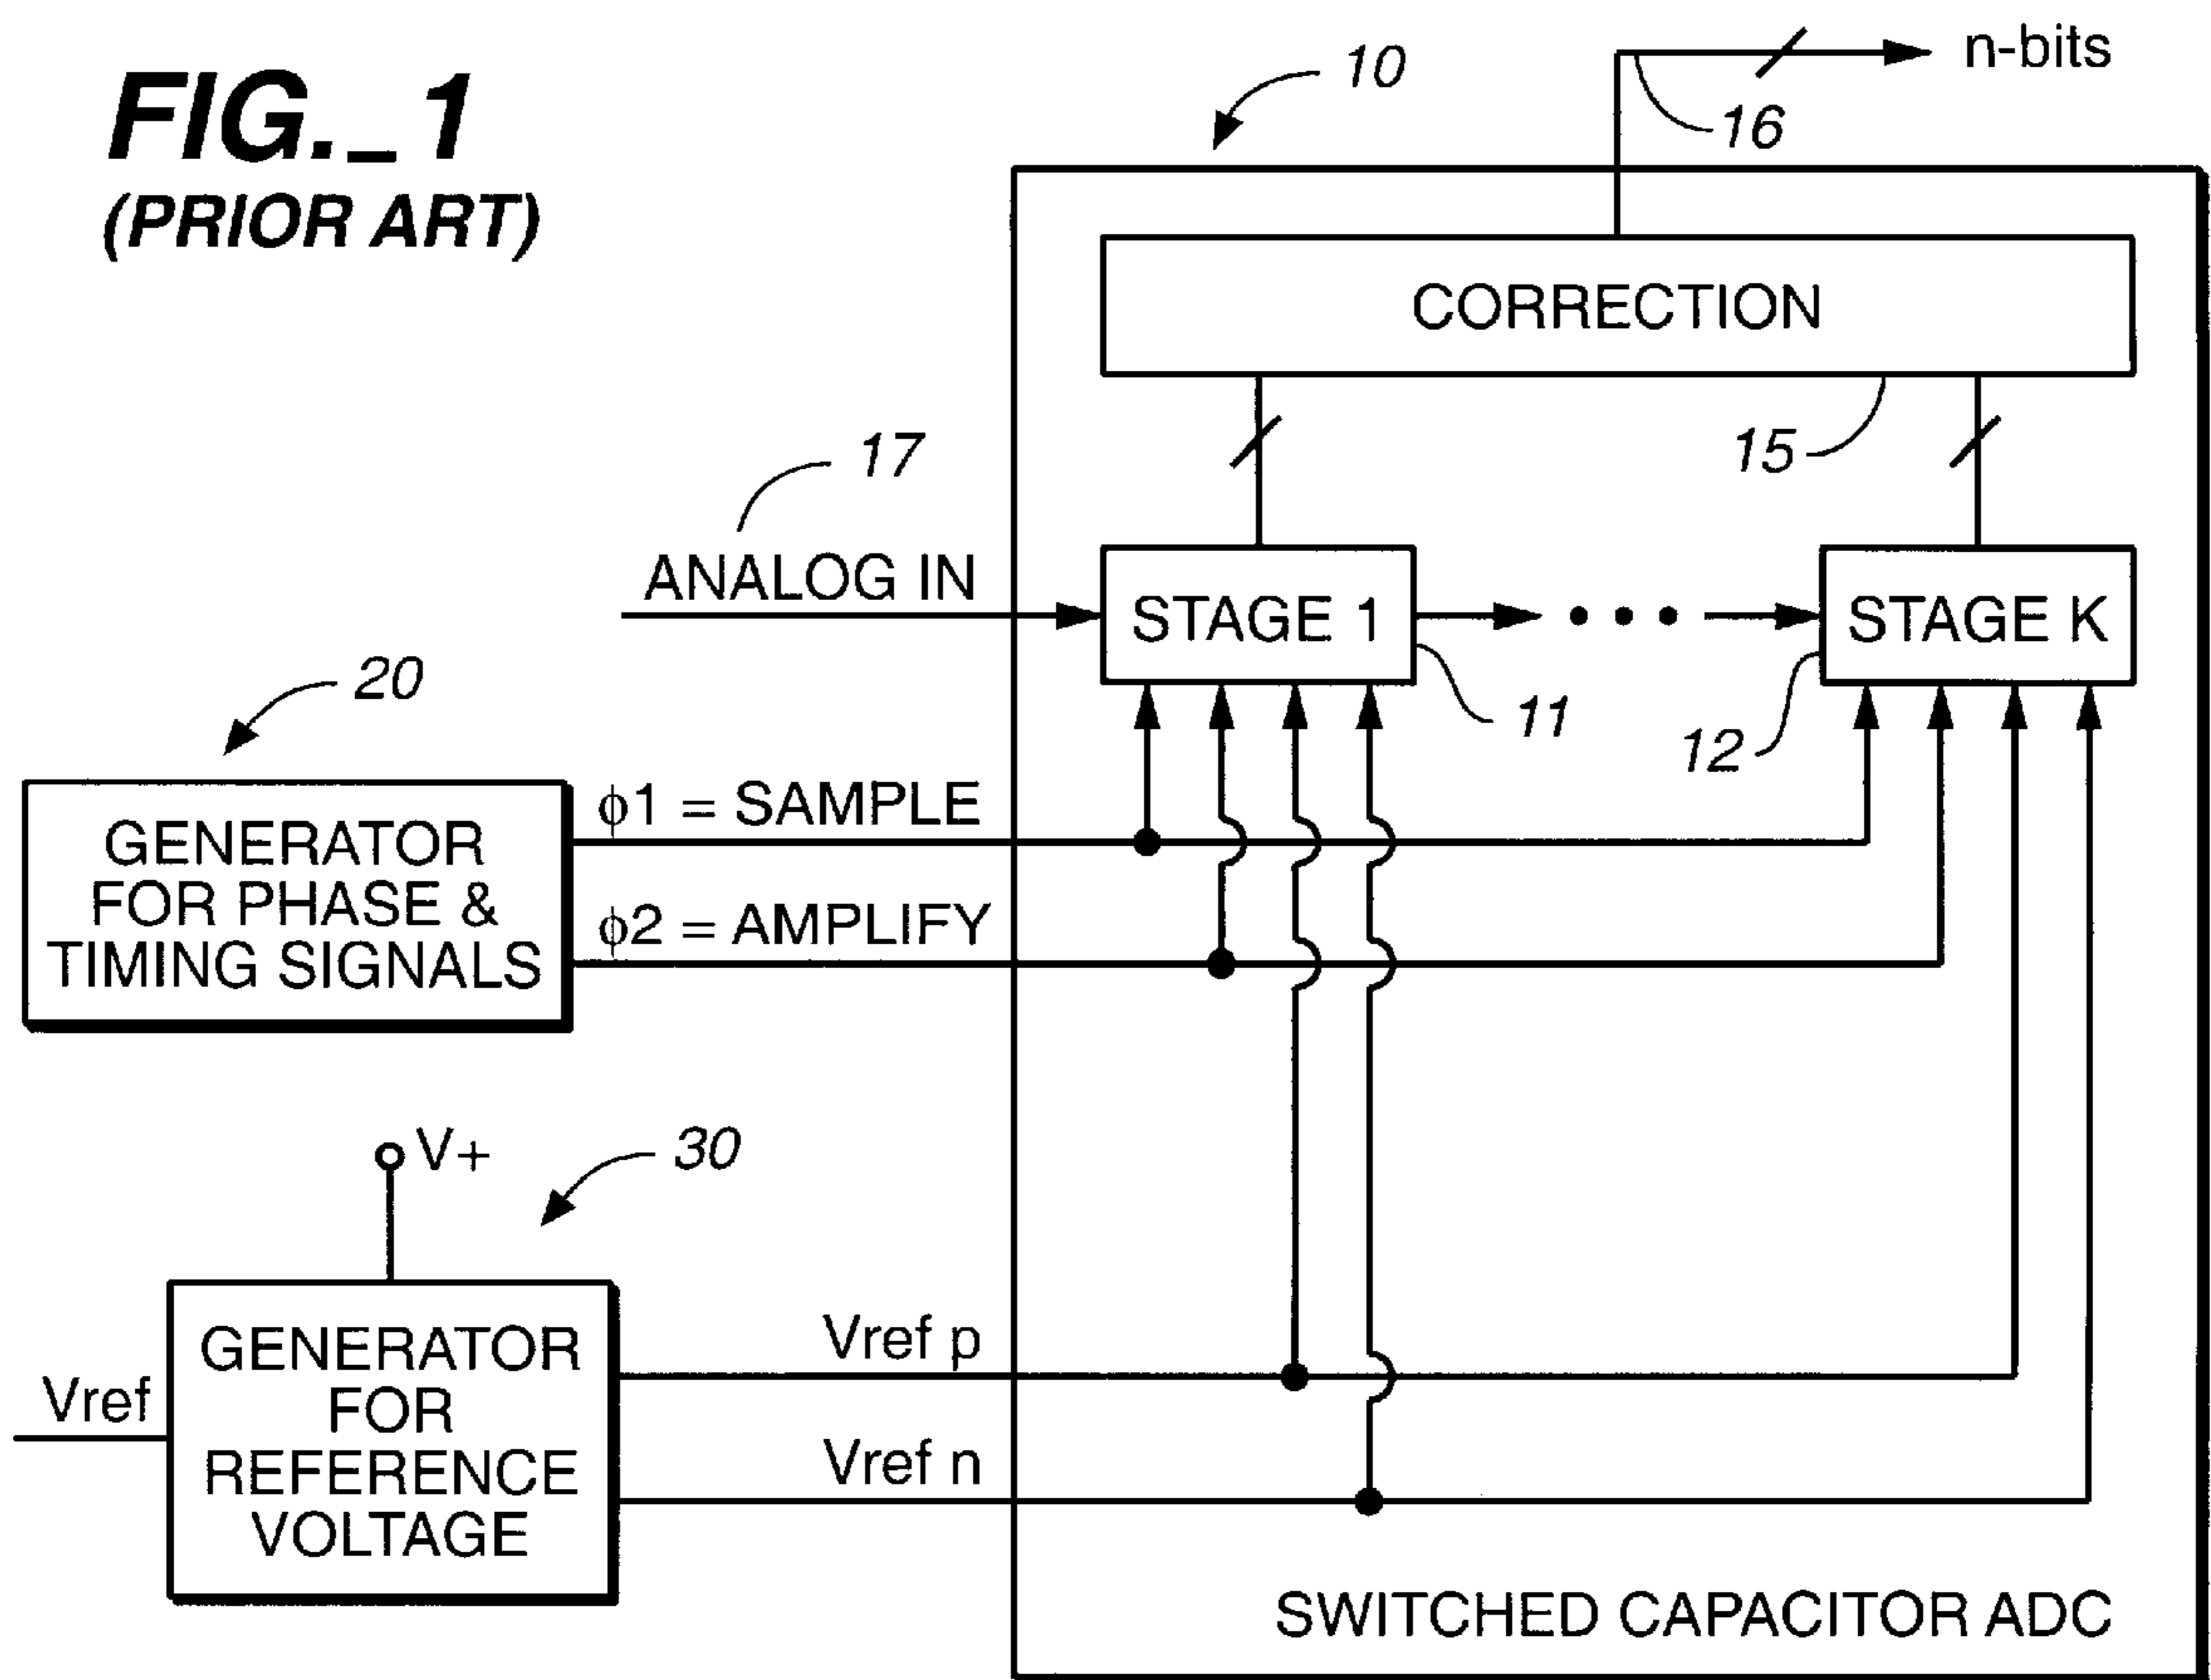 FIG._1
(PRIOR ART)
10
n-bits
16
CORRECTION
15
17
ANALOG IN
STAGE 1
• • •
STAGE K
11
12
20
GENERATOR
FOR PHASE &
TIMING SIGNALS
ϕ1 = SAMPLE
ϕ2 = AMPLIFY
V+
30
Vref
GENERATOR
FOR
REFERENCE
VOLTAGE
Vref p
Vref n
SWITCHED CAPACITOR ADC